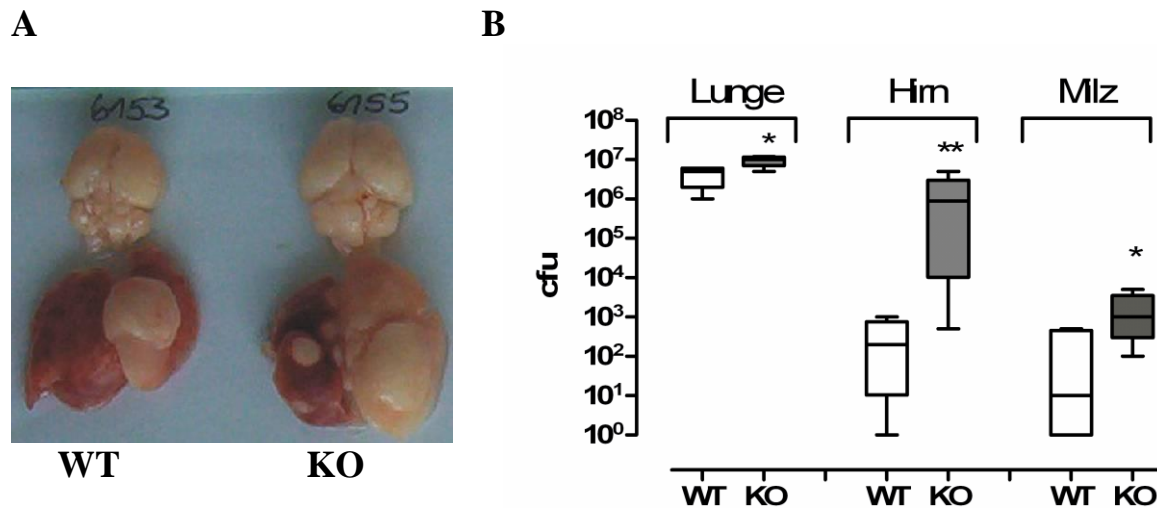 A
B
6153
6155
WT
KO
Lunge
Hirn
Milz
*
**
*
cfu
10⁸
10⁷
10⁶
10⁵
10⁴
10³
10²
10¹
10⁰
WT
KO
WT
KO
WT
KO